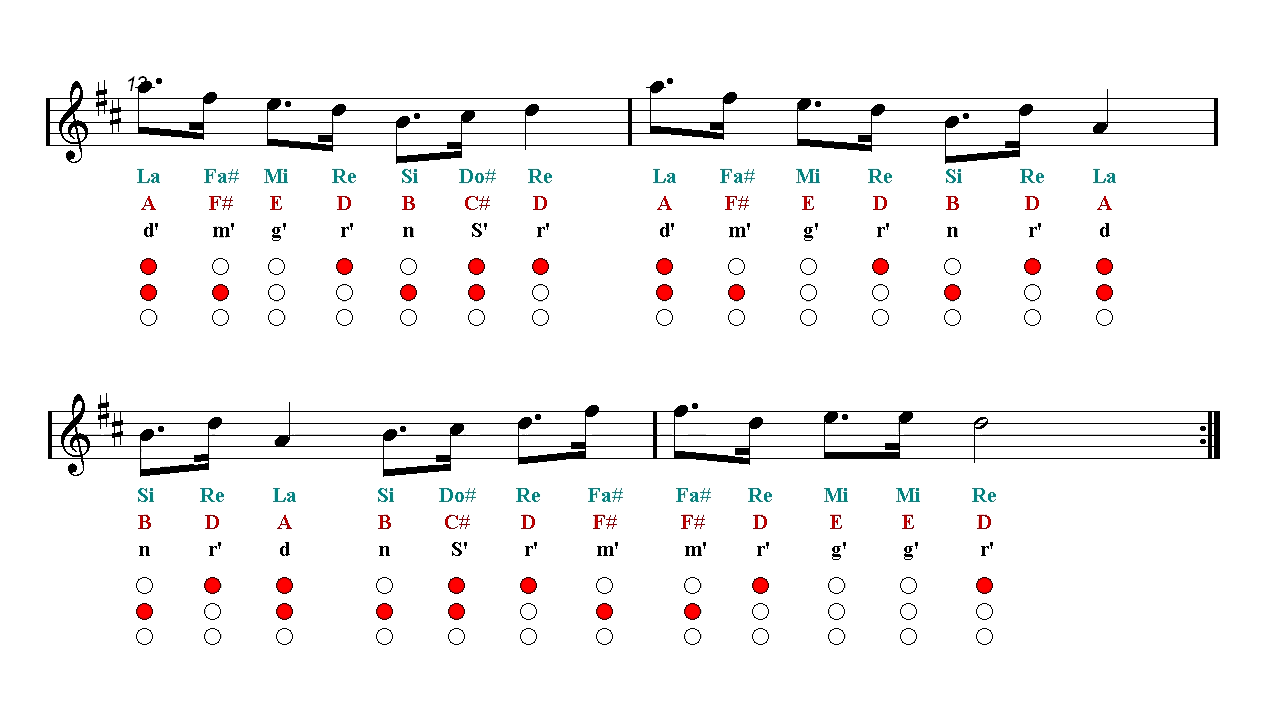 13
La Fa# Mi Re Si Do# Re La Fa# Mi Re Si Re La
A F# E D B C# D A F# E D B D A
d' m' g' r' n S' r' d' m' g' r' n r' d
Si Re La Si Do# Re Fa# Fa# Re Mi Mi Re
B D A B C# D F# F# D E E D
n r' d n S' r' m' m' r' g' g' r'